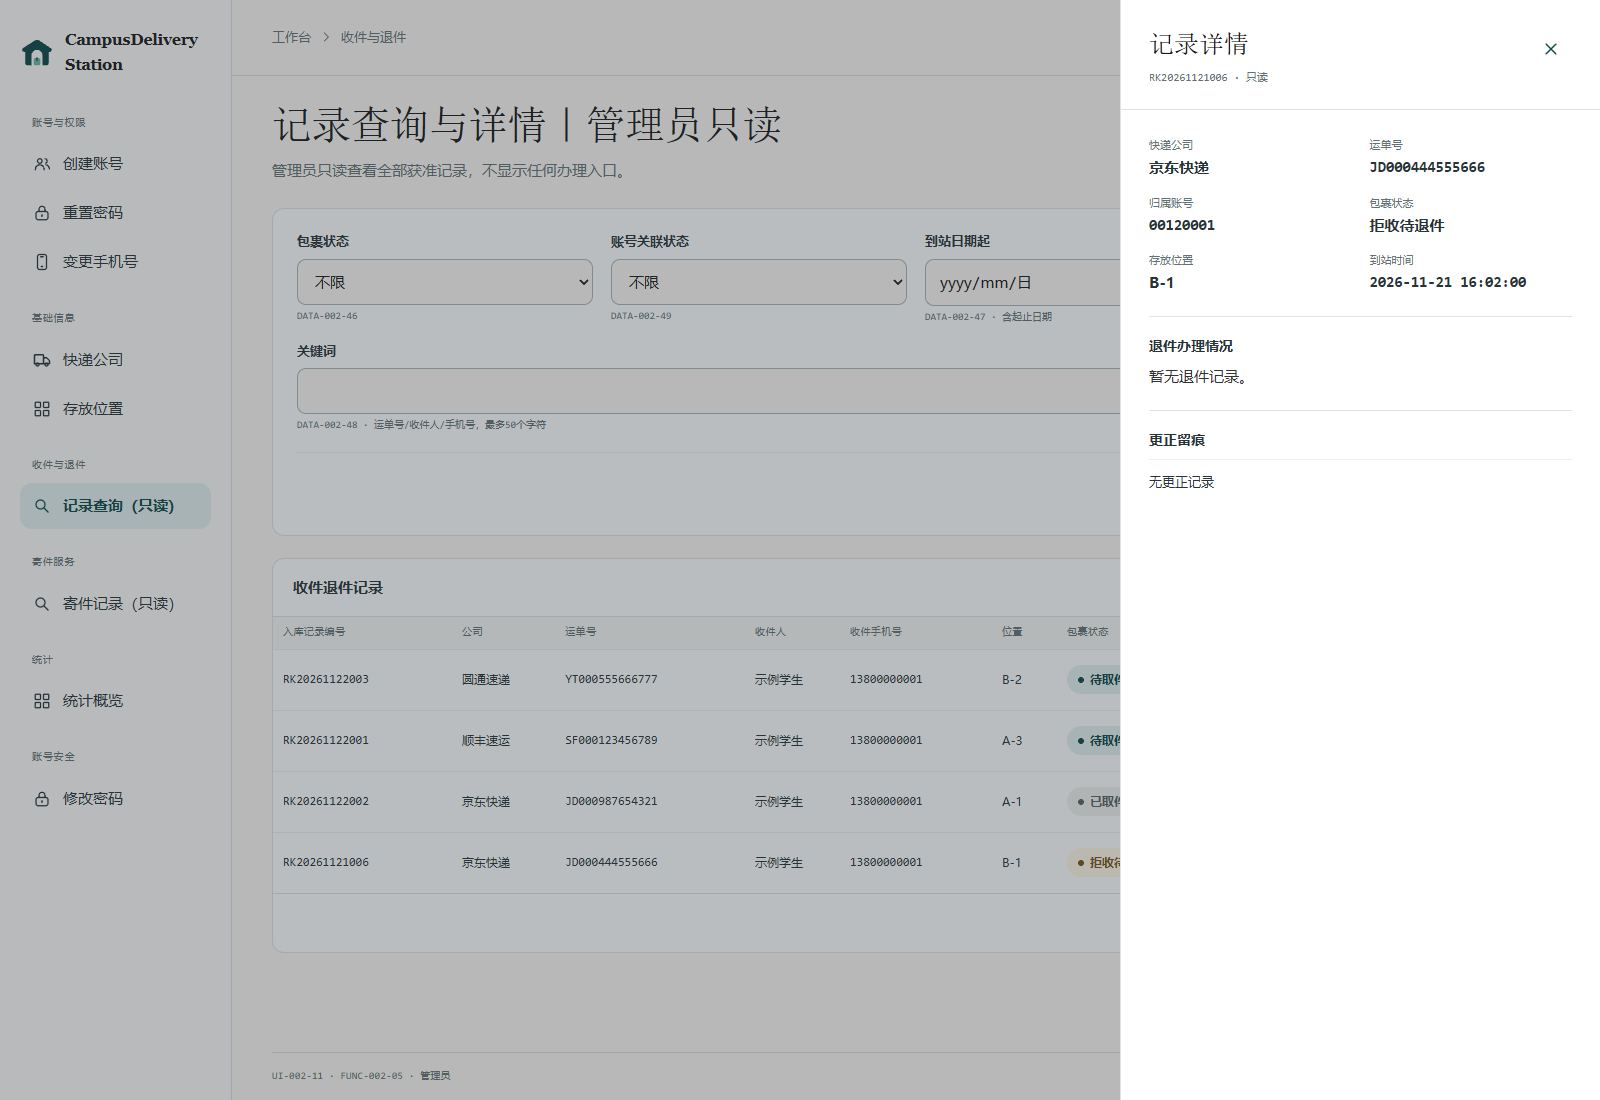 CampusDelivery
Station
账号与权限
创建账号
重置密码
变更手机号
基础信息
快递公司
存放位置
收件与退件
记录查询（只读）
寄件服务
寄件记录（只读）
统计
统计概览
账号安全
修改密码
工作台 > 收件与退件
记录查询与详情｜管理员只读
管理员只读查看全部获准记录，不显示任何办理入口。
包裹状态 账号关联状态 到站日期起
不限 不限 yyyy/mm/日
DATA-002-46 DATA-002-49 DATA-002-47 · 含起止日期
关键词
DATA-002-48 · 运单号/收件人/手机号，最多50个字符
收件退件记录
入库记录编号 公司 运单号 收件人 收件手机号 位置 包裹状态
RK20261122003 圆通速递 YT000555666777 示例学生 13800000001 B-2 待取件
RK20261122001 顺丰速运 SF000123456789 示例学生 13800000001 A-3 待取件
RK20261122002 京东快递 JD000987654321 示例学生 13800000001 A-1 已取件
RK20261121006 京东快递 JD000444555666 示例学生 13800000001 B-1 拒收待
UI-002-11 · FUNC-002-05 · 管理员
记录详情
RK20261121006 · 只读
快递公司 运单号
京东快递 JD000444555666
归属账号 包裹状态
00120001 拒收待退件
存放位置 到站时间
B-1 2026-11-21 16:02:00
退件办理情况
暂无退件记录。
更正留痕
无更正记录